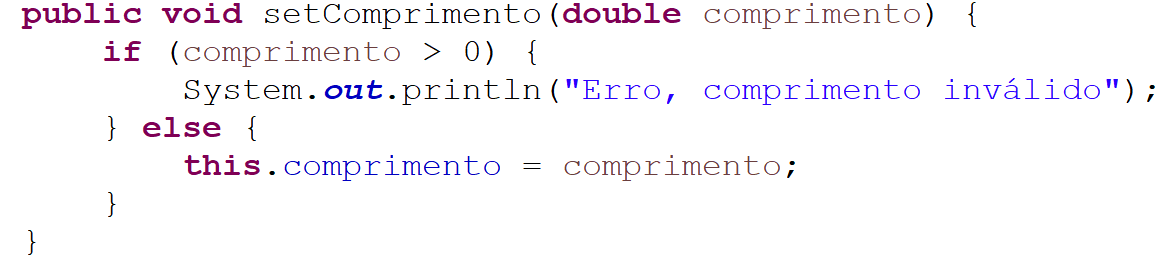 public void setComprimento(double comprimento) {
    if (comprimento > 0) {
        System.out.println("Erro, comprimento inválido");
    } else {
        this.comprimento = comprimento;
    }
}